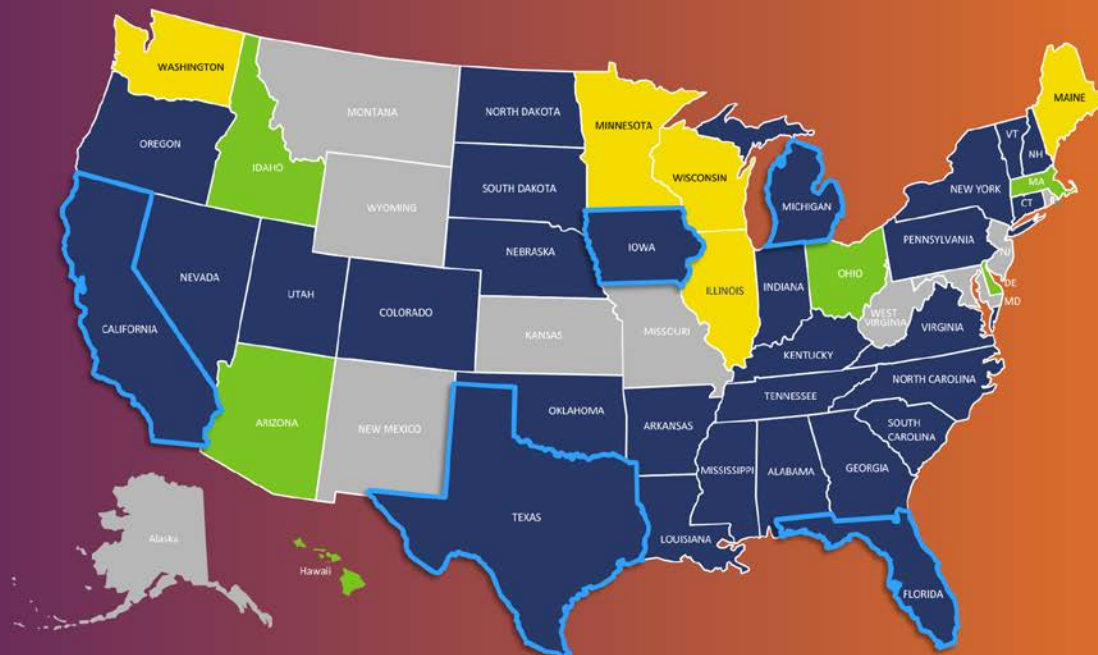 WASHINGTON
MAINE
MONTANA
NORTH DAKOTA
MINNESOTA
VT
OREGON
NH
IDAHO
WISCONSIN
MA
SOUTH DAKOTA
NEW YORK
MICHIGAN
CT
WYOMING
PENNSYLVANIA
IOWA
NEBRASKA
NJ
NEVADA
OHIO
DE
UTAH
ILLINOIS
INDIANA
MD
COLORADO
WEST
VIRGINIA
CALIFORNIA
VIRGINIA
KANSAS
MISSOURI
KENTUCKY
NORTH CAROLINA
TENNESSEE
OKLAHOMA
ARIZONA
NEW MEXICO
ARKANSAS
SOUTH
CAROLINA
MISSISSIPPI
ALABAMA
GEORGIA
TEXAS
Alaska
LOUISIANA
Hawaii
FLORIDA